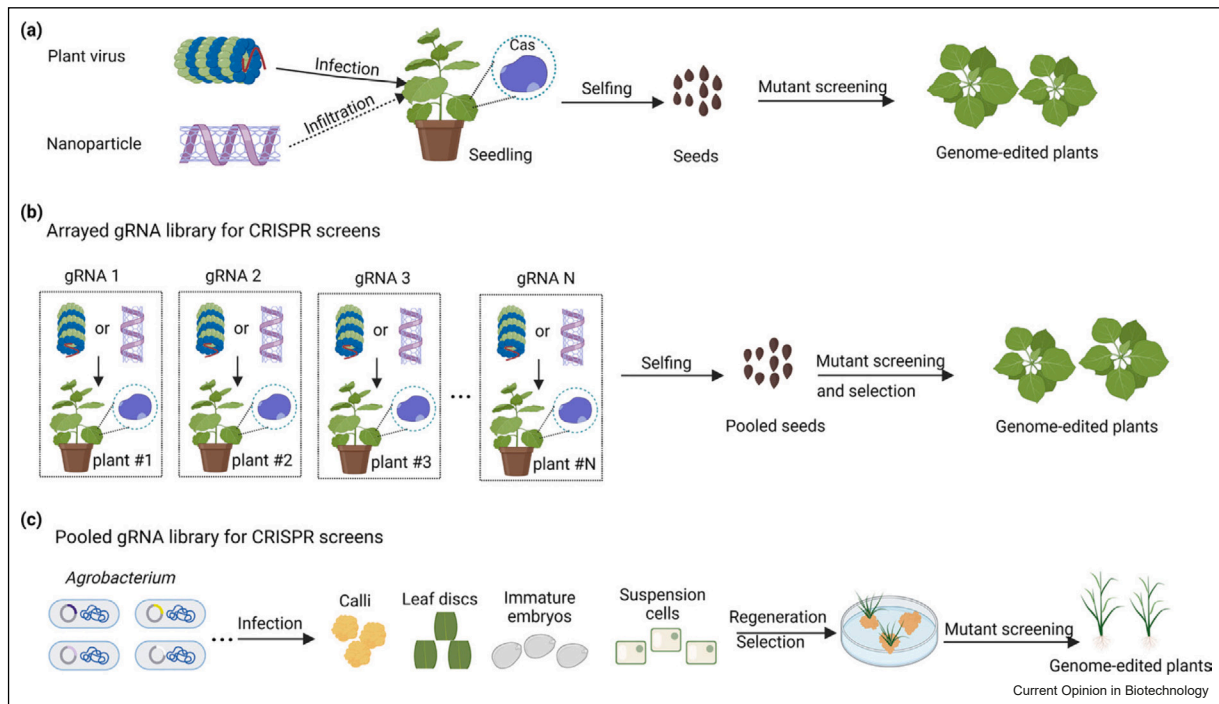 (a)
Plant virus
Infection
Cas
Selfing
Mutant screening
Infiltration
Nanoparticle
Seedling
Seeds
Genome-edited plants
(b)
Arrayed gRNA library for CRISPR screens
gRNA 1
gRNA 2
gRNA 3
gRNA N
or
or
or
or
Selfing
Mutant screening
and selection
...
plant #1
plant #2
plant #3
plant #N
Pooled seeds
Genome-edited plants
(c)
Pooled gRNA library for CRISPR screens
Agrobacterium
...
Infection
Calli
Leaf discs
Immature
embryos
Suspension
cells
Regeneration
Selection
Mutant screening
Genome-edited plants
Current Opinion in Biotechnology